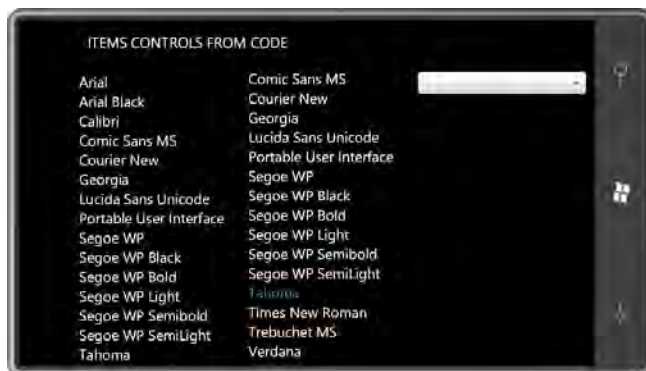 ITEMS CONTROLS FROM CODE
Arial
Arial Black
Calibri
Comic Sans MS
Courier New
Georgia
Lucida Sans Unicode
Portable User Interface
Segoe WP
Segoe WP Black
Segoe WP Bold
Segoe WP Light
Segoe WP Semibold
Segoe WP SemiLight
Tahoma
Comic Sans MS
Courier New
Georgia
Lucida Sans Unicode
Portable User Interface
Segoe WP
Segoe WP Black
Segoe WP Bold
Segoe WP Light
Segoe WP Semibold
Segoe WP SemiLight
Tahoma
Times New Roman
Trebuchet MS
Verdana